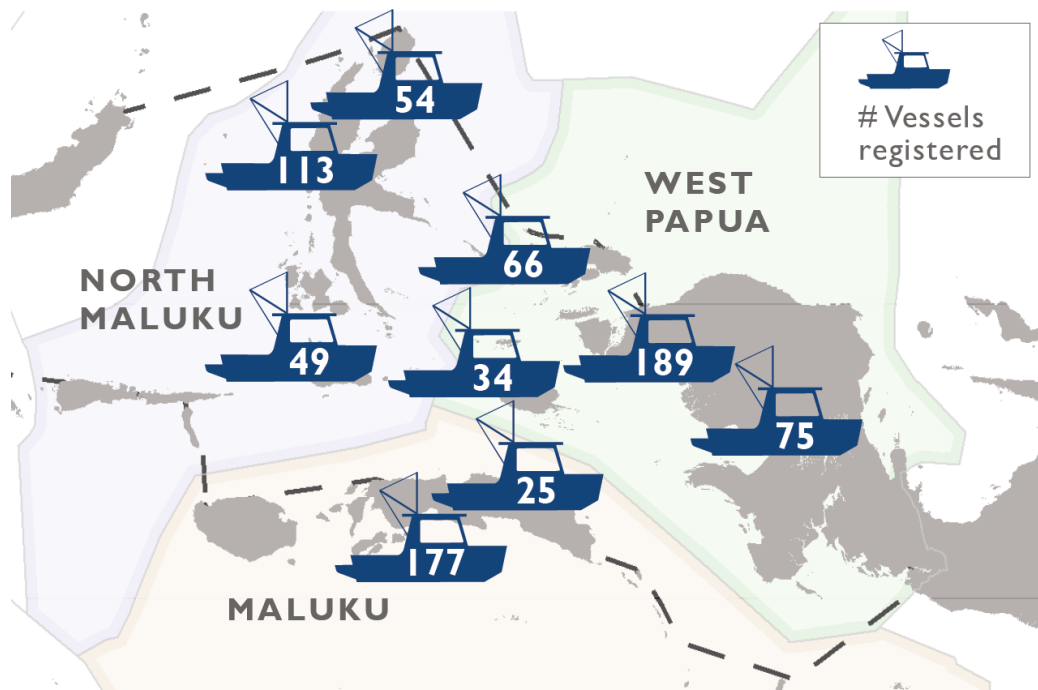 54
# Vessels
registered
113
WEST
PAPUA
66
NORTH
MALUKU
49
34
189
75
25
177
MALUKU